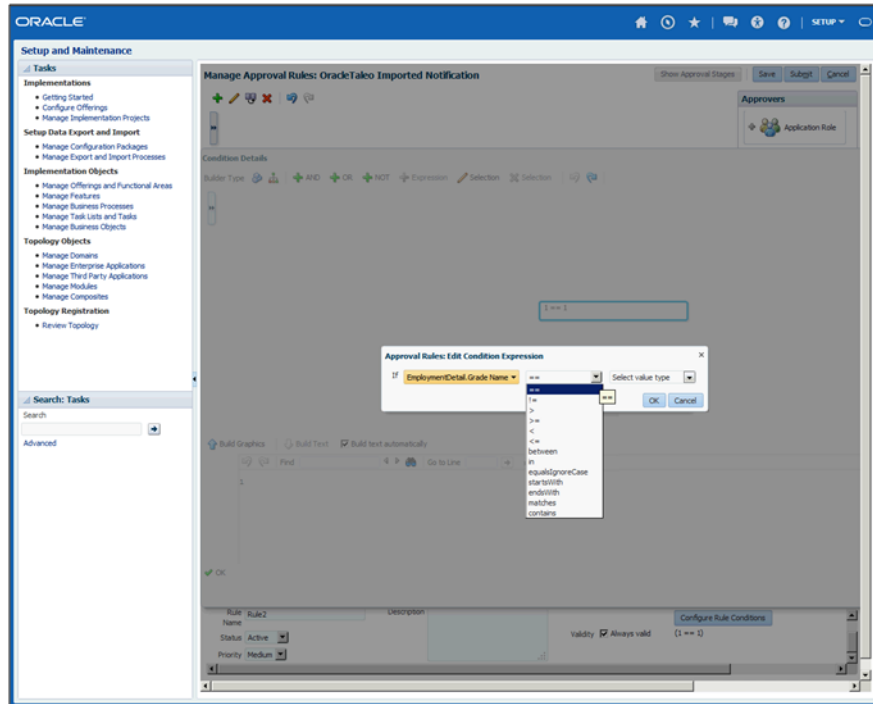 ORACLE
SETUP
Setup and Maintenance
Tasks
Implementations
Getting Started
Configure Offerings
Manage Implementation Projects
Setup Data Export and Import
Manage Configuration Packages
Manage Export and Import Processes
Implementation Objects
Manage Offerings and Functional Areas
Manage Features
Manage Business Processes
Manage Task Lists and Tasks
Manage Business Objects
Topology Objects
Manage Domains
Manage Enterprise Applications
Manage Third Party Applications
Manage Modules
Manage Composites
Topology Registration
Review Topology
Search: Tasks
Search
Advanced
Manage Approval Rules: OracleTaleo Imported Notification
Show Approval Stages Save Submit Cancel
Approvers
Application Role
Condition Details
Builder Type AND OR NOT Expression Selection Selection
1 == 1
Approval Rules: Edit Condition Expression
If EmploymentDetail.Grade Name == Select value type
==
!=
>
>=
<
<=
between
in
equalsIgnoreCase
startsWith
endsWith
matches
contains
==
OK Cancel
Build Graphics Build Text Build text automatically
Find Go to Line
1
OK
Rule Name Rule2
Description
Configure Rule Conditions
Status Active
Validity Always valid (1 == 1)
Priority Medium